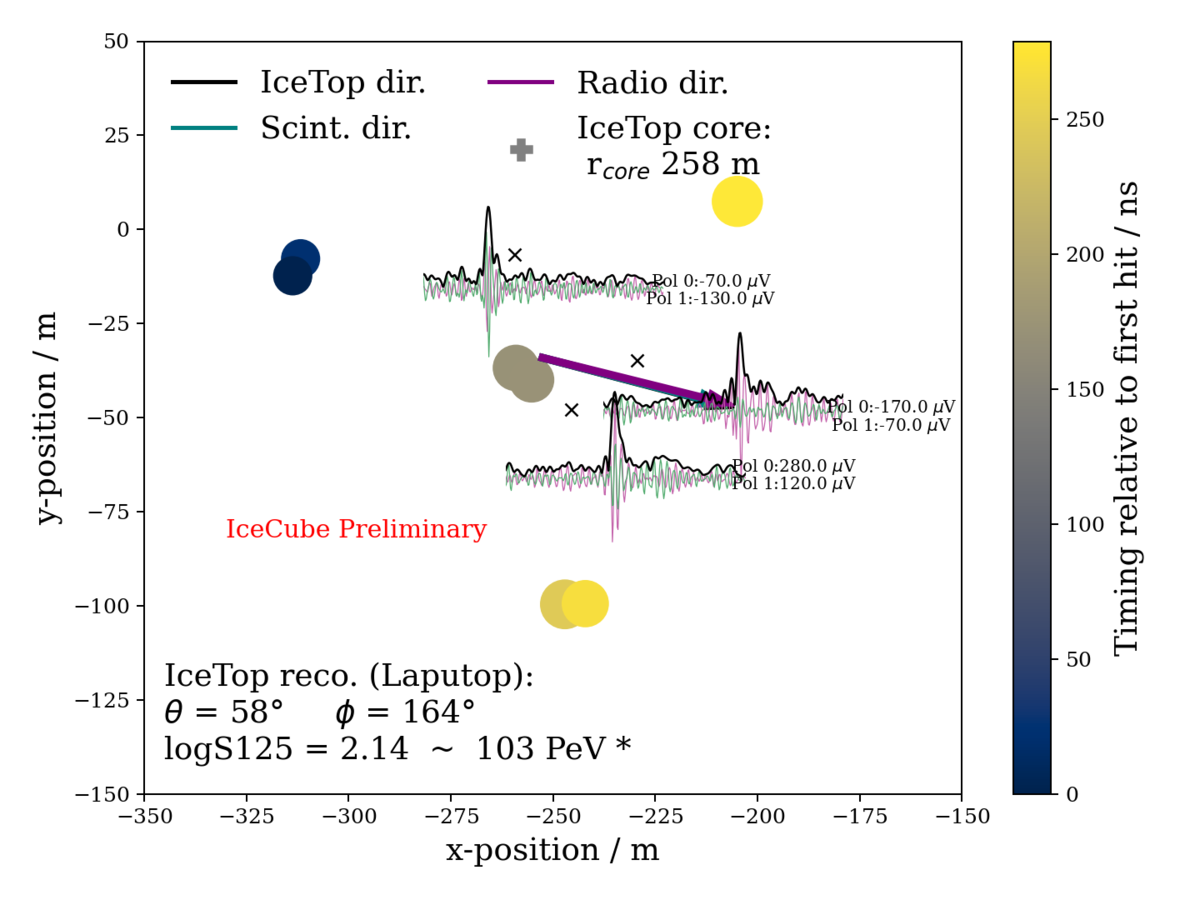 IceTop dir.
Radio dir.
Scint. dir.
IceTop core:
r_core 258 m
Pol 0:-70.0 μV
Pol 1:-130.0 μV
Pol 0:-170.0 μV
Pol 1:-70.0 μV
Pol 0:280.0 μV
Pol 1:120.0 μV
IceCube Preliminary
IceTop reco. (Laputop):
θ = 58° ϕ = 164°
logS125 = 2.14 ~ 103 PeV *
50
25
0
−25
−50
−75
−100
−125
−150
y-position / m
−350
−325
−300
−275
−250
−225
−200
−175
−150
x-position / m
250
200
150
100
50
0
Timing relative to first hit / ns